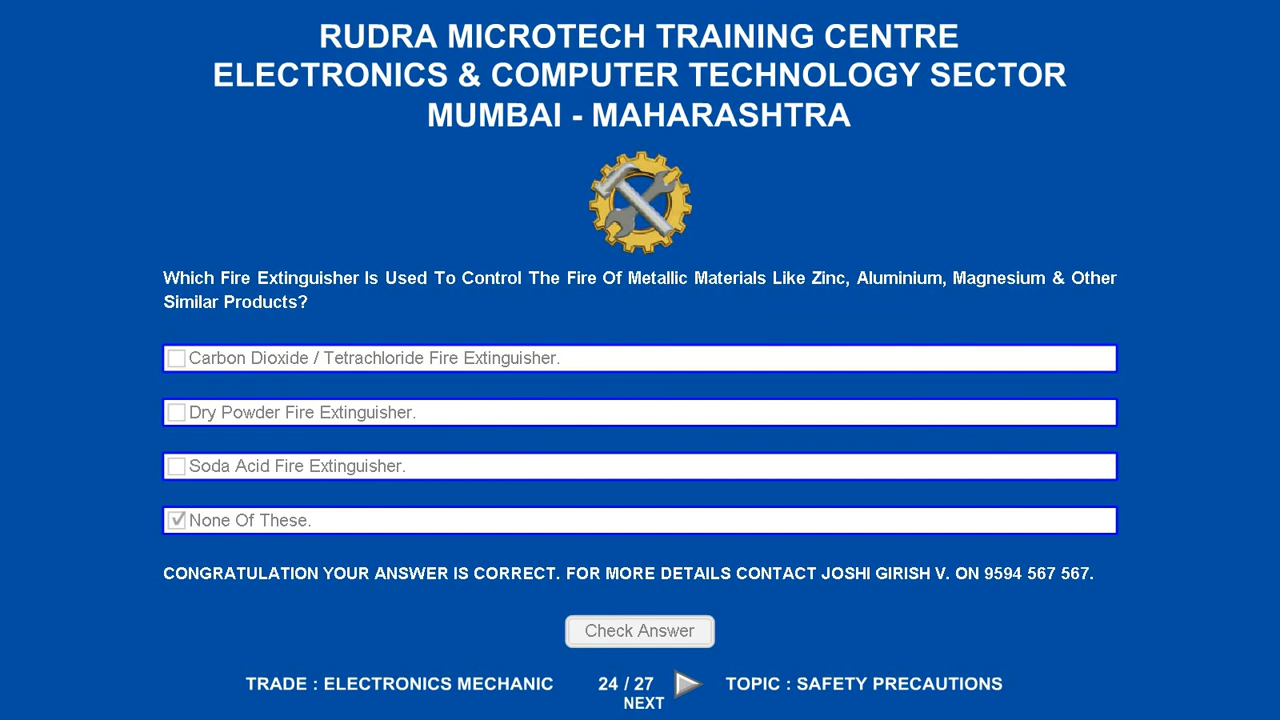 RUDRA MICROTECH TRAINING CENTRE
ELECTRONICS & COMPUTER TECHNOLOGY SECTOR
MUMBAI - MAHARASHTRA
Which Fire Extinguisher Is Used To Control The Fire Of Metallic Materials Like Zinc, Aluminium, Magnesium & Other
Similar Products?
Carbon Dioxide / Tetrachloride Fire Extinguisher.
Dry Powder Fire Extinguisher.
Soda Acid Fire Extinguisher.
None Of These.
CONGRATULATION YOUR ANSWER IS CORRECT. FOR MORE DETAILS CONTACT JOSHI GIRISH V. ON 9594 567 567.
Check Answer
TRADE : ELECTRONICS MECHANIC 24 / 27 TOPIC : SAFETY PRECAUTIONS
NEXT